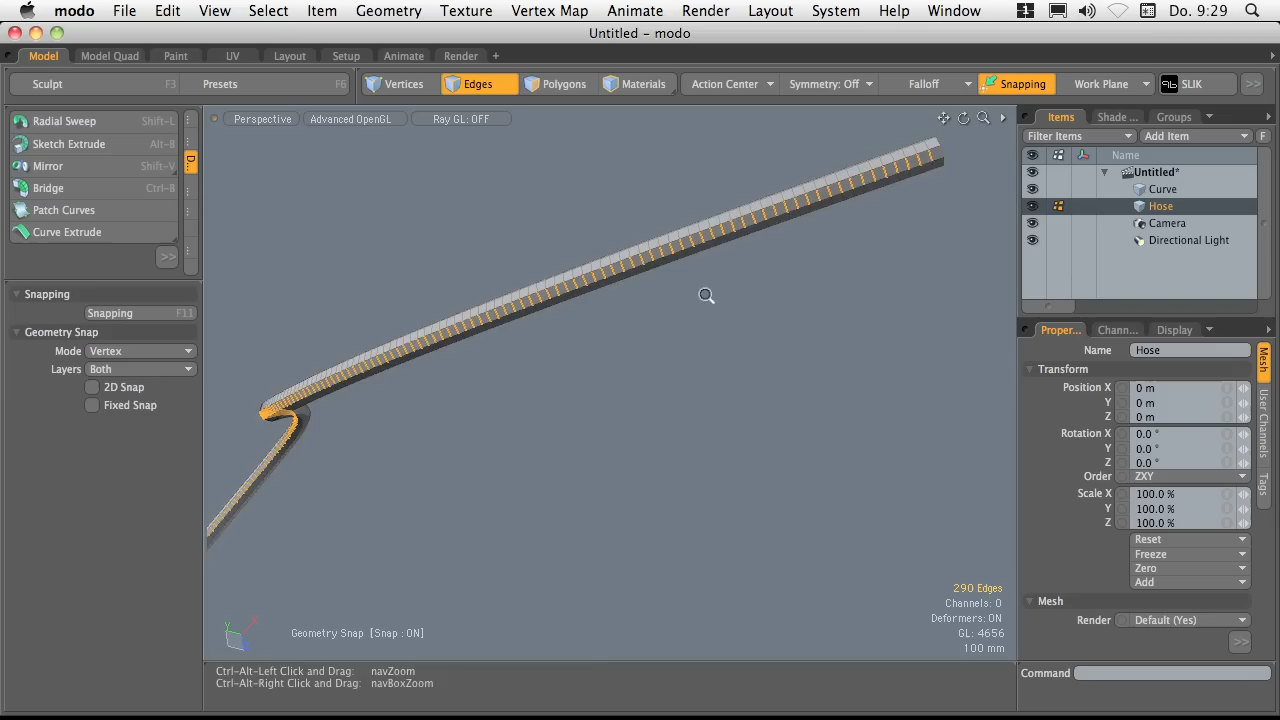 modo File Edit View Select Item Geometry Texture Vertex Map Animate Render Layout System Help Window 1 Do. 9:29
Untitled – modo
Model Model Quad Paint UV Layout Setup Animate Render +
Sculpt F3 Presets F6 Vertices Edges Polygons Materials Action Center Symmetry: Off Falloff Snapping Work Plane SLIK >>
Radial Sweep Shift-L
Sketch Extrude Alt-B
Mirror Shift-V
Bridge Ctrl-B
Patch Curves
Curve Extrude
>>
D...
Snapping
Snapping F11
Geometry Snap
Mode Vertex
Layers Both
2D Snap
Fixed Snap
Perspective Advanced OpenGL Ray GL: OFF
290 Edges
Channels: 0
Deformers: ON
GL: 4656
100 mm
Geometry Snap [Snap : ON]
Y X
Ctrl-Alt-Left Click and Drag: navZoom
Ctrl-Alt-Right Click and Drag: navBoxZoom
Items Shade ... Groups
Filter Items Add Item F
Name
Untitled*
Curve
Hose
Camera
Directional Light
Proper... Chann... Display
Name Hose
Transform
Position X 0 m
Y 0 m
Z 0 m
Rotation X 0.0 °
Y 0.0 °
Z 0.0 °
Order ZXY
Scale X 100.0 %
Y 100.0 %
Z 100.0 %
Reset
Freeze
Zero
Add
Mesh
Render Default (Yes)
>>
Mesh
User Channels
Tags
Command